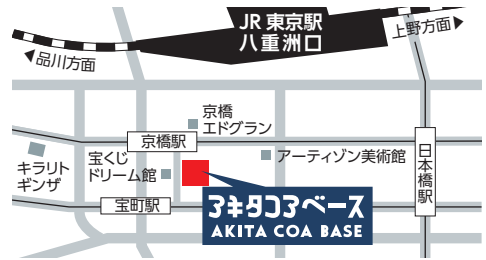 JR 東京駅
八重洲口
上野方面
品川方面
京橋
エドグラン
京橋駅
キラリト
ギンザ
宝くじ
ドリーム館
アーティゾン美術館
日本橋駅
宝町駅
アキタコアベース
AKITA COA BASE